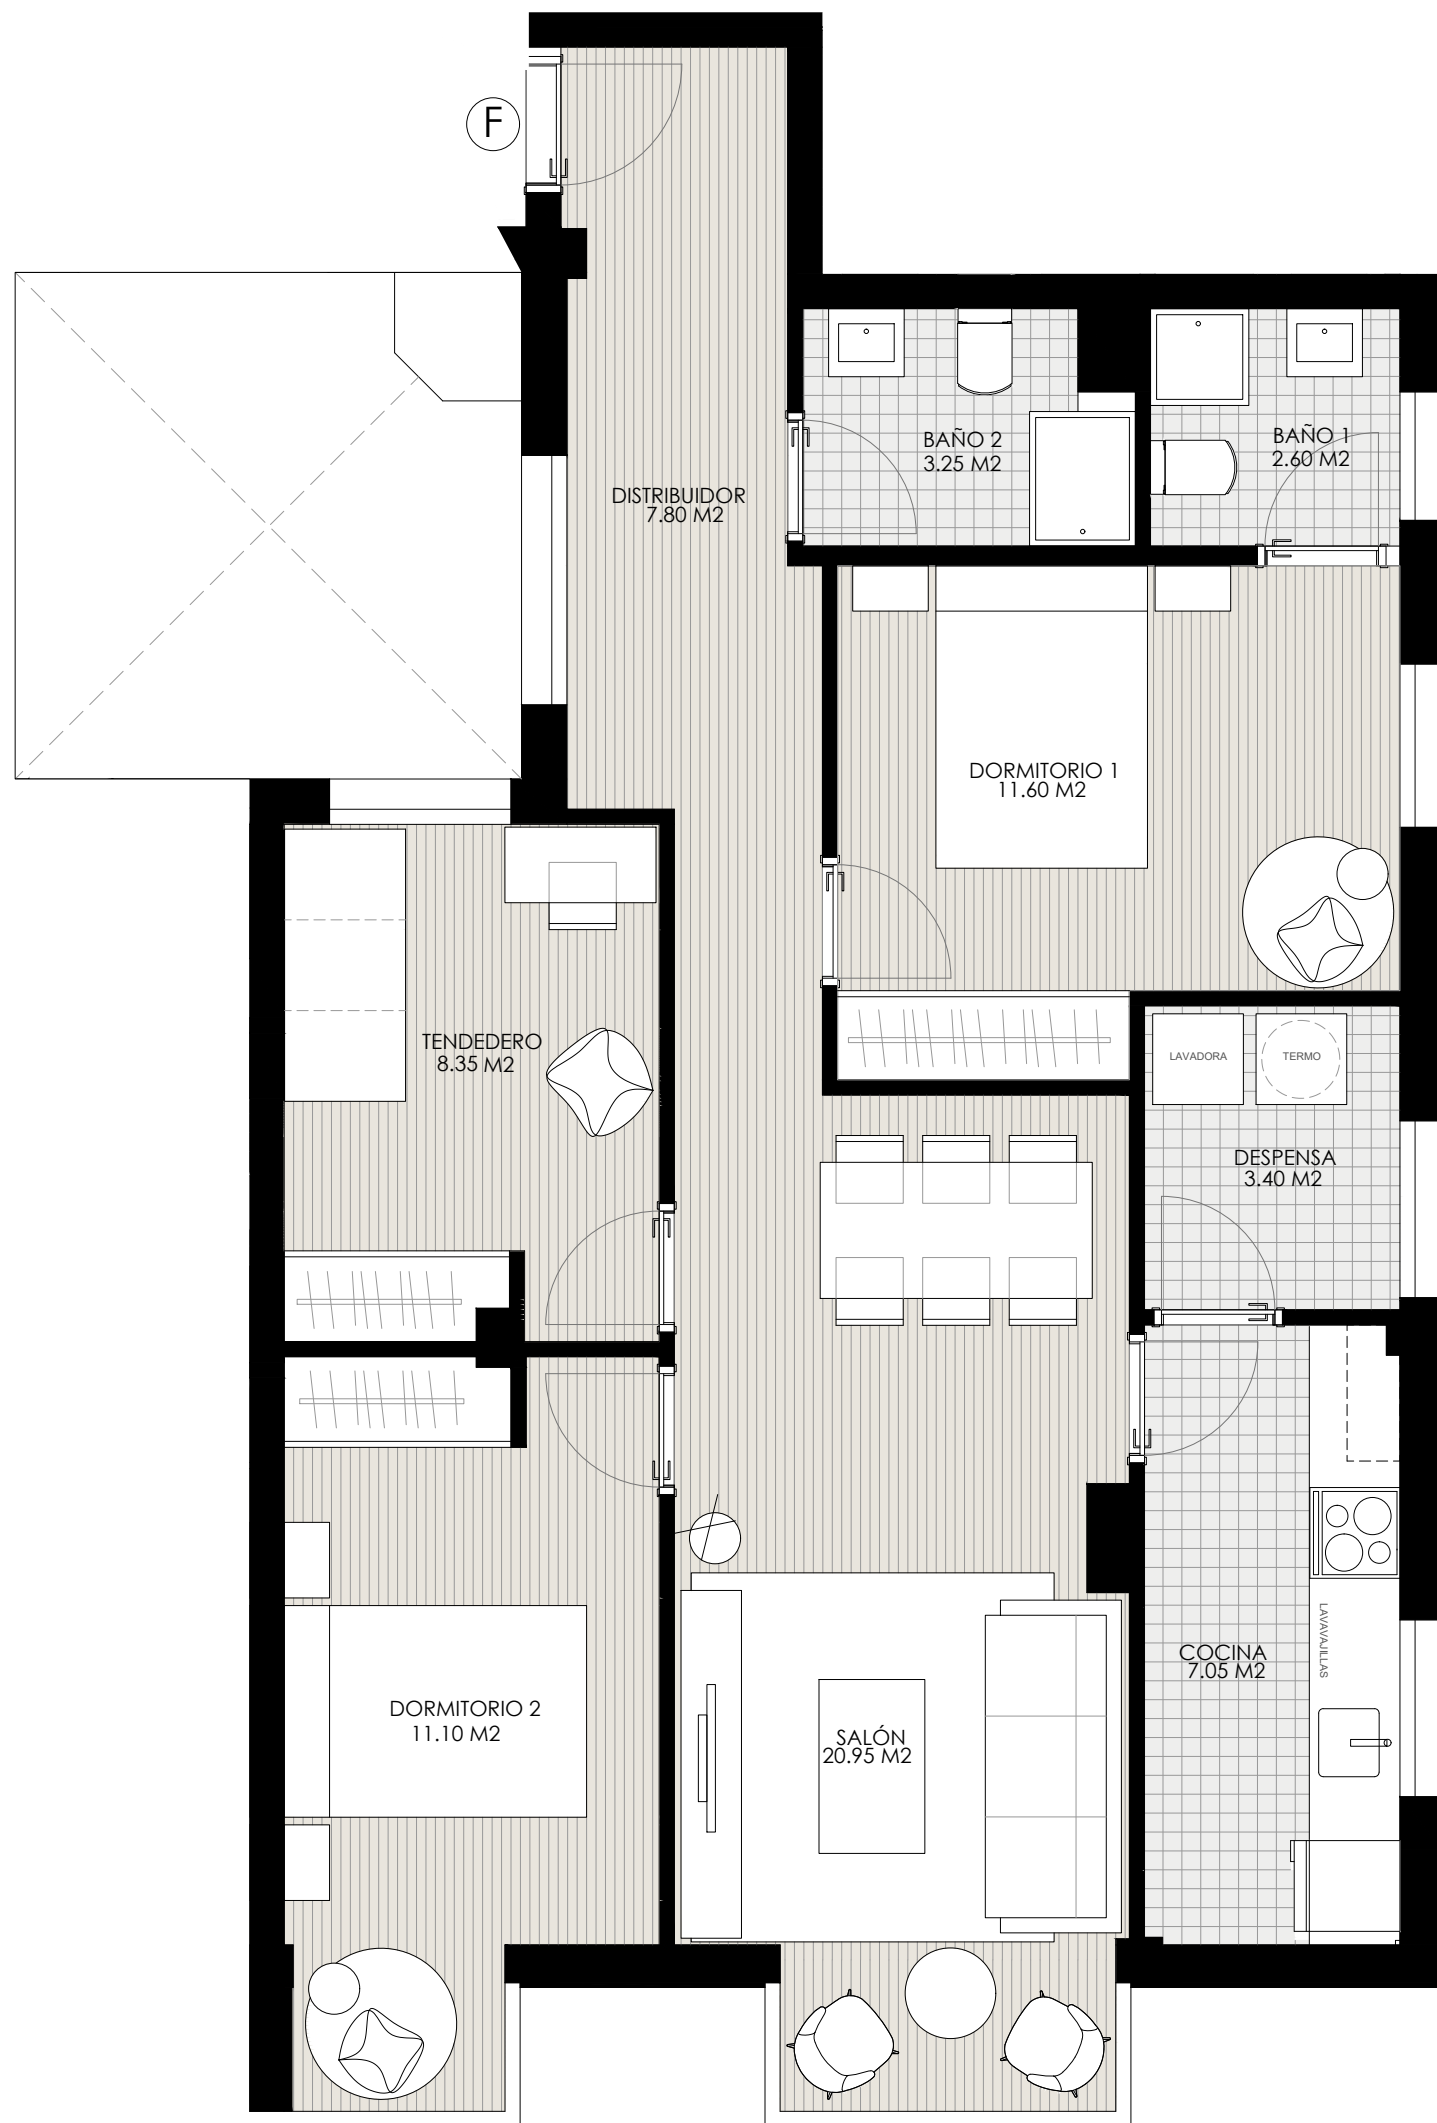 F
BAÑO 2
3.25 M2
BAÑO 1
2.60 M2
DISTRIBUIDOR
7.80 M2
DORMITORIO 1
11.60 M2
TENDEDERO
8.35 M2
LAVADORA
TERMO
DESPENSA
3.40 M2
LAVAVAJILLAS
COCINA
7.05 M2
DORMITORIO 2
11.10 M2
SALÓN
20.95 M2